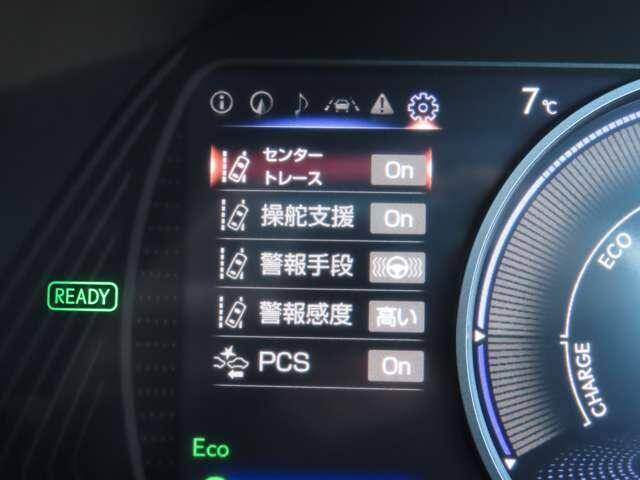 7℃
センター
トレース On
操舵支援 On
警報手段
警報感度 高い
PCS On
READY
Eco
ECO
CHARGE